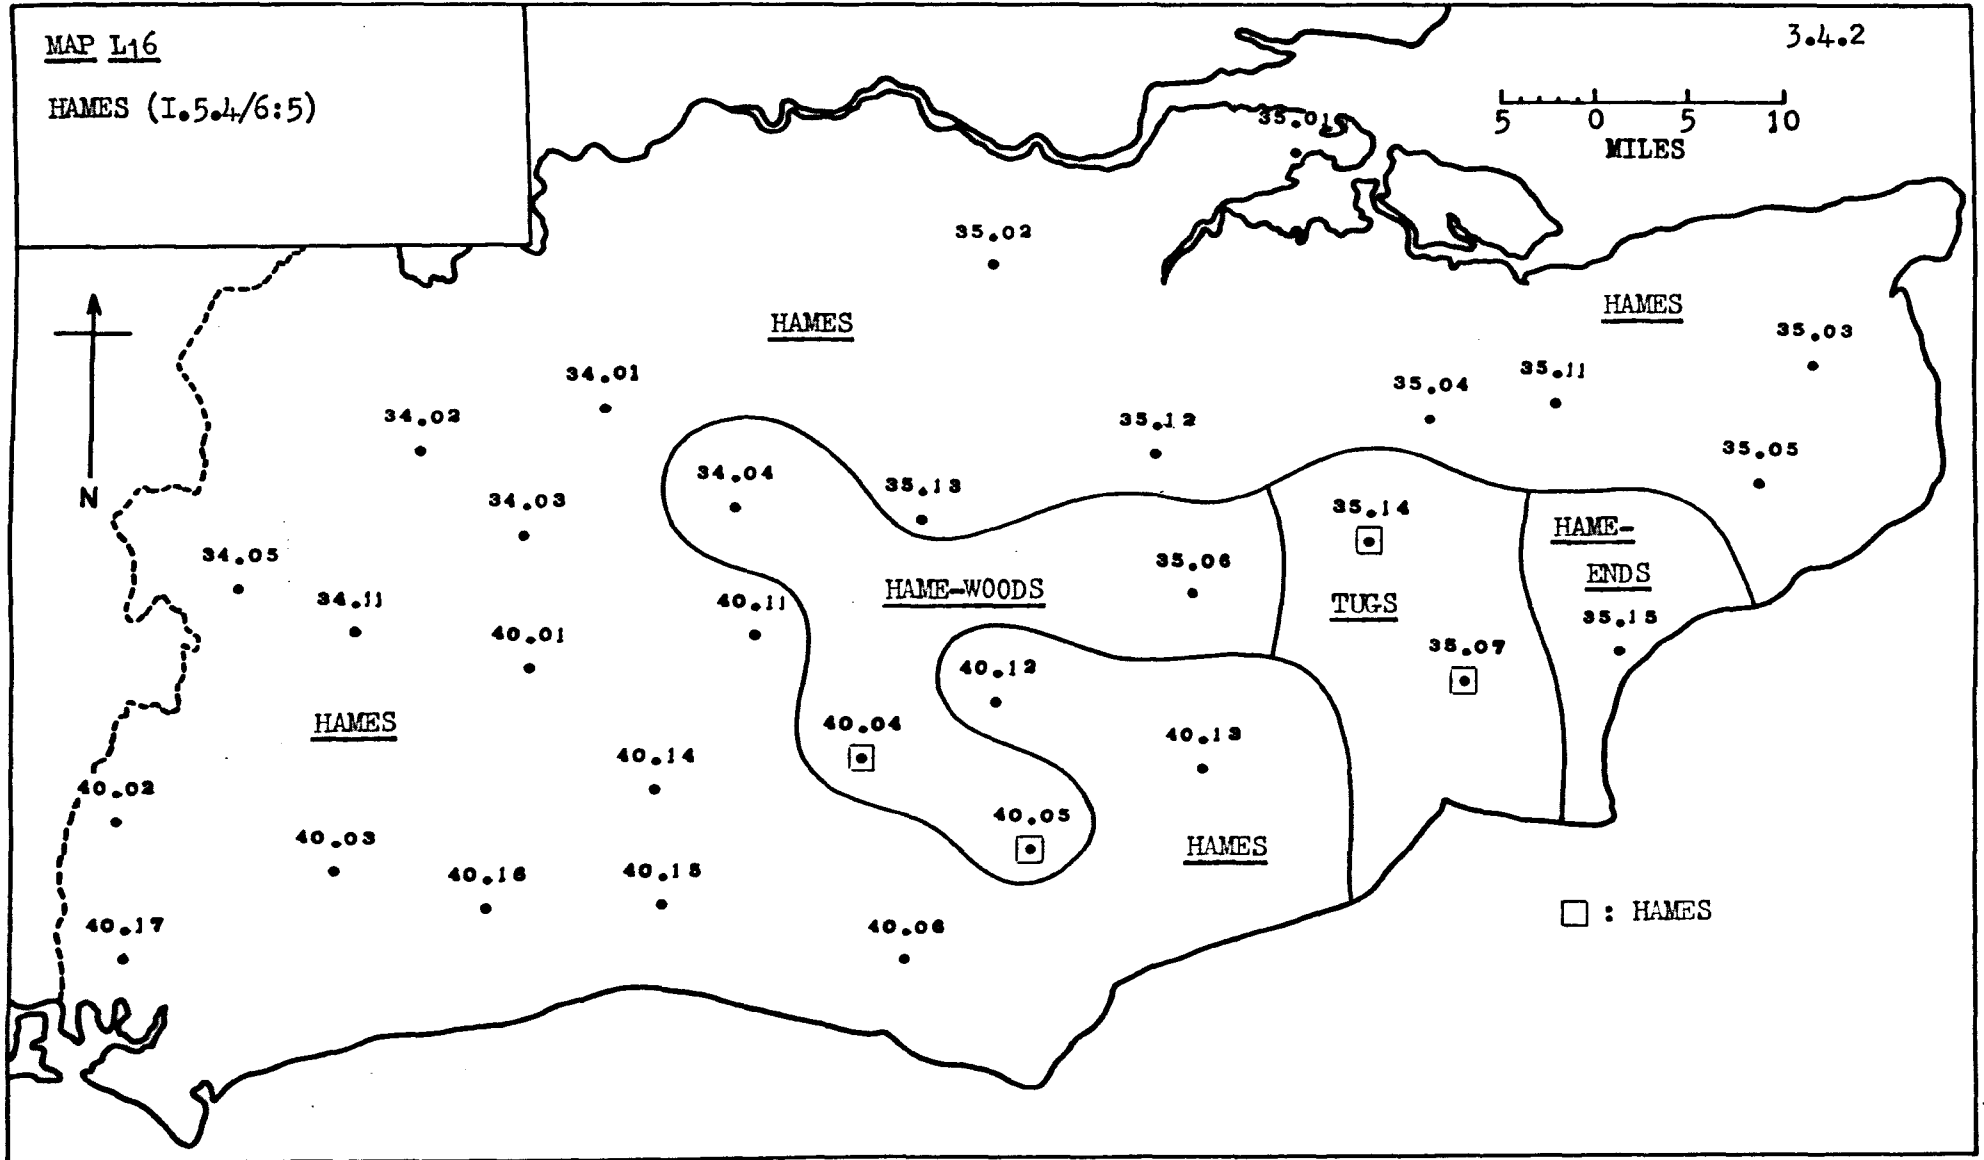 MAP L16
HAMES (I.5.4/6:5)
3.4.2
5 0 5 10
MILES
35.01
35.02
HAMES
HAMES
35.03
34.01
35.11
35.04
34.02
35.12
35.05
34.04
35.13
34.03
N
35.14
HAME-
34.05
35.06
ENDS
HAME-WOODS
34.11
40.11
TUGS
35.15
40.01
35.07
40.12
HAMES
40.04
40.13
40.14
40.02
40.05
40.03
HAMES
40.16
40.15
40.17
40.06
□ : HAMES